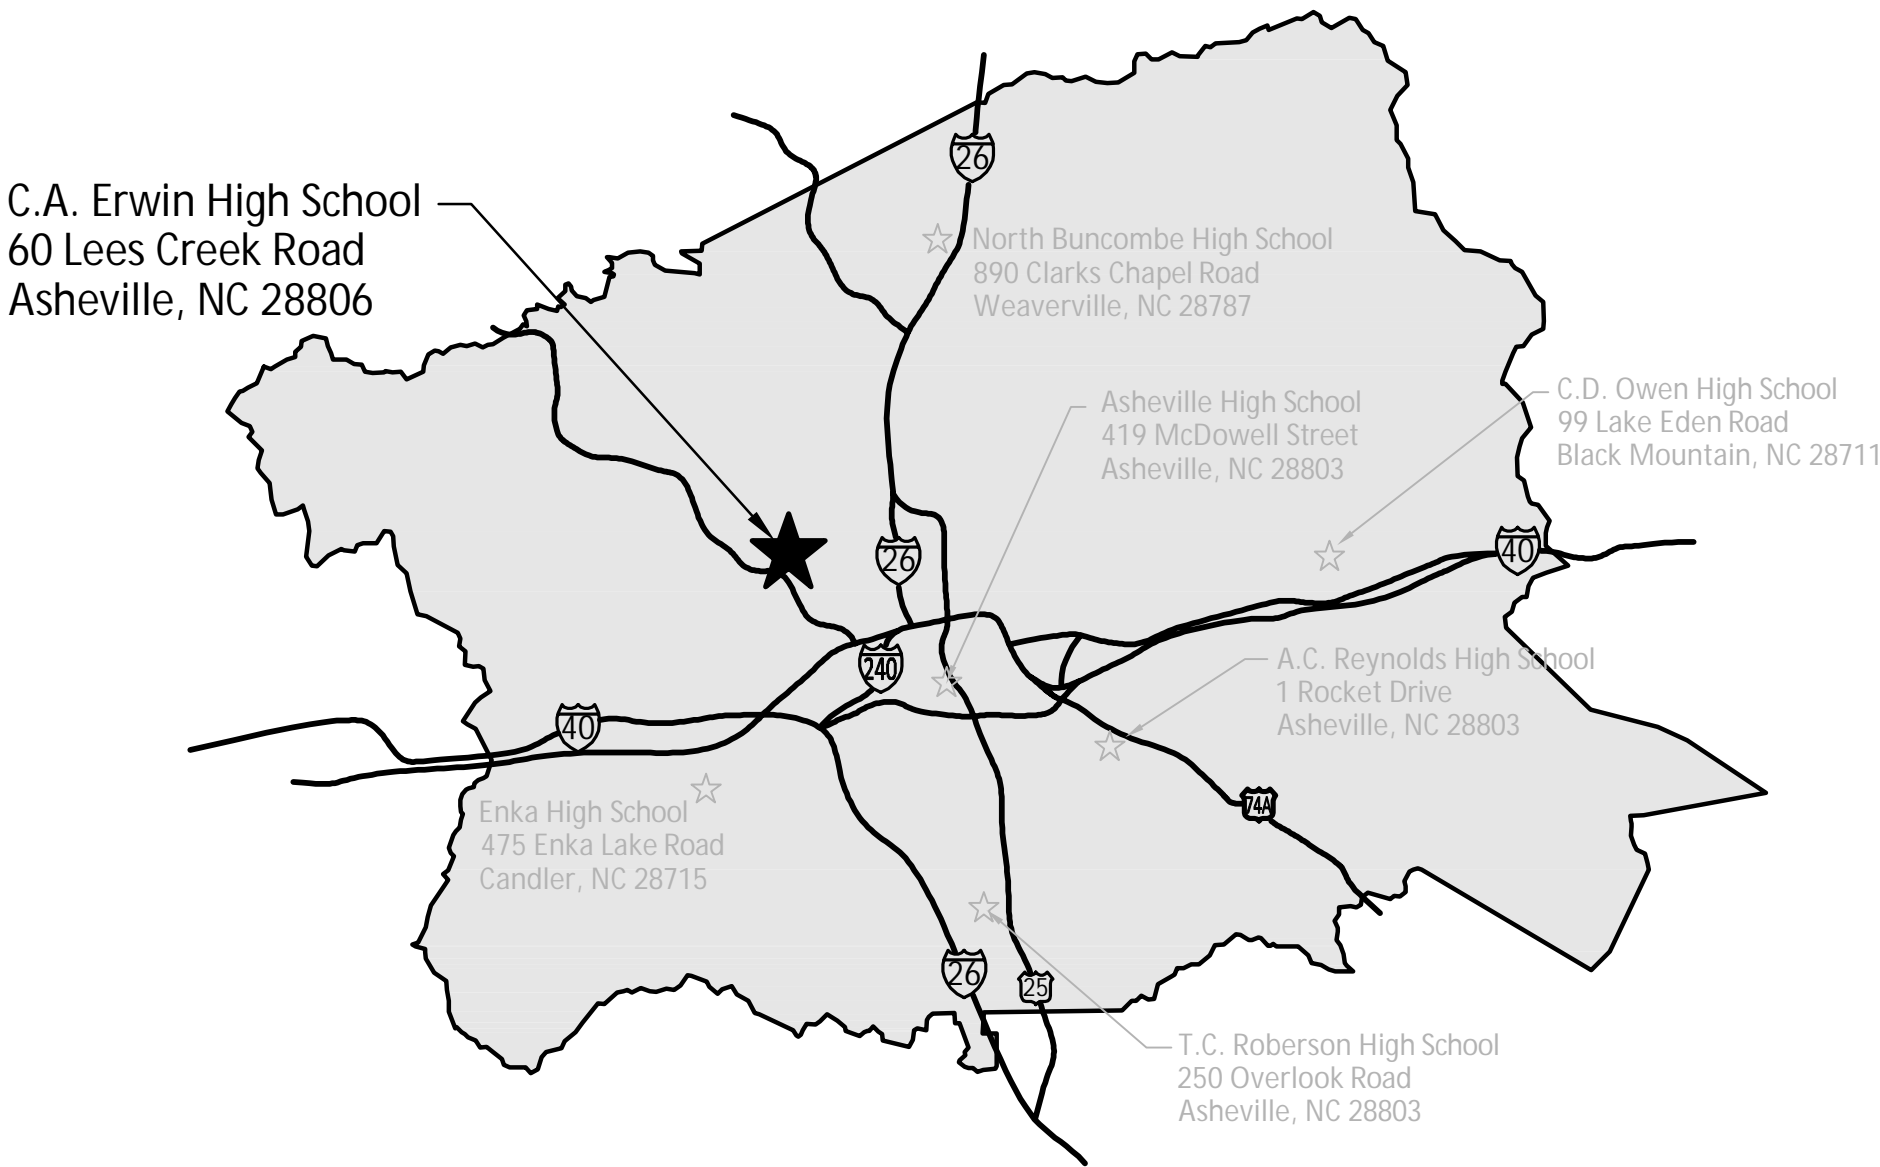 C.A. Erwin High School
60 Lees Creek Road
Asheville, NC 28806
26
North Buncombe High School
890 Clarks Chapel Road
Weaverville, NC 28787
Asheville High School
419 McDowell Street
Asheville, NC 28803
C.D. Owen High School
99 Lake Eden Road
Black Mountain, NC 28711
26
40
240
A.C. Reynolds High School
1 Rocket Drive
Asheville, NC 28803
40
74A
Enka High School
475 Enka Lake Road
Candler, NC 28715
26
25
T.C. Roberson High School
250 Overlook Road
Asheville, NC 28803